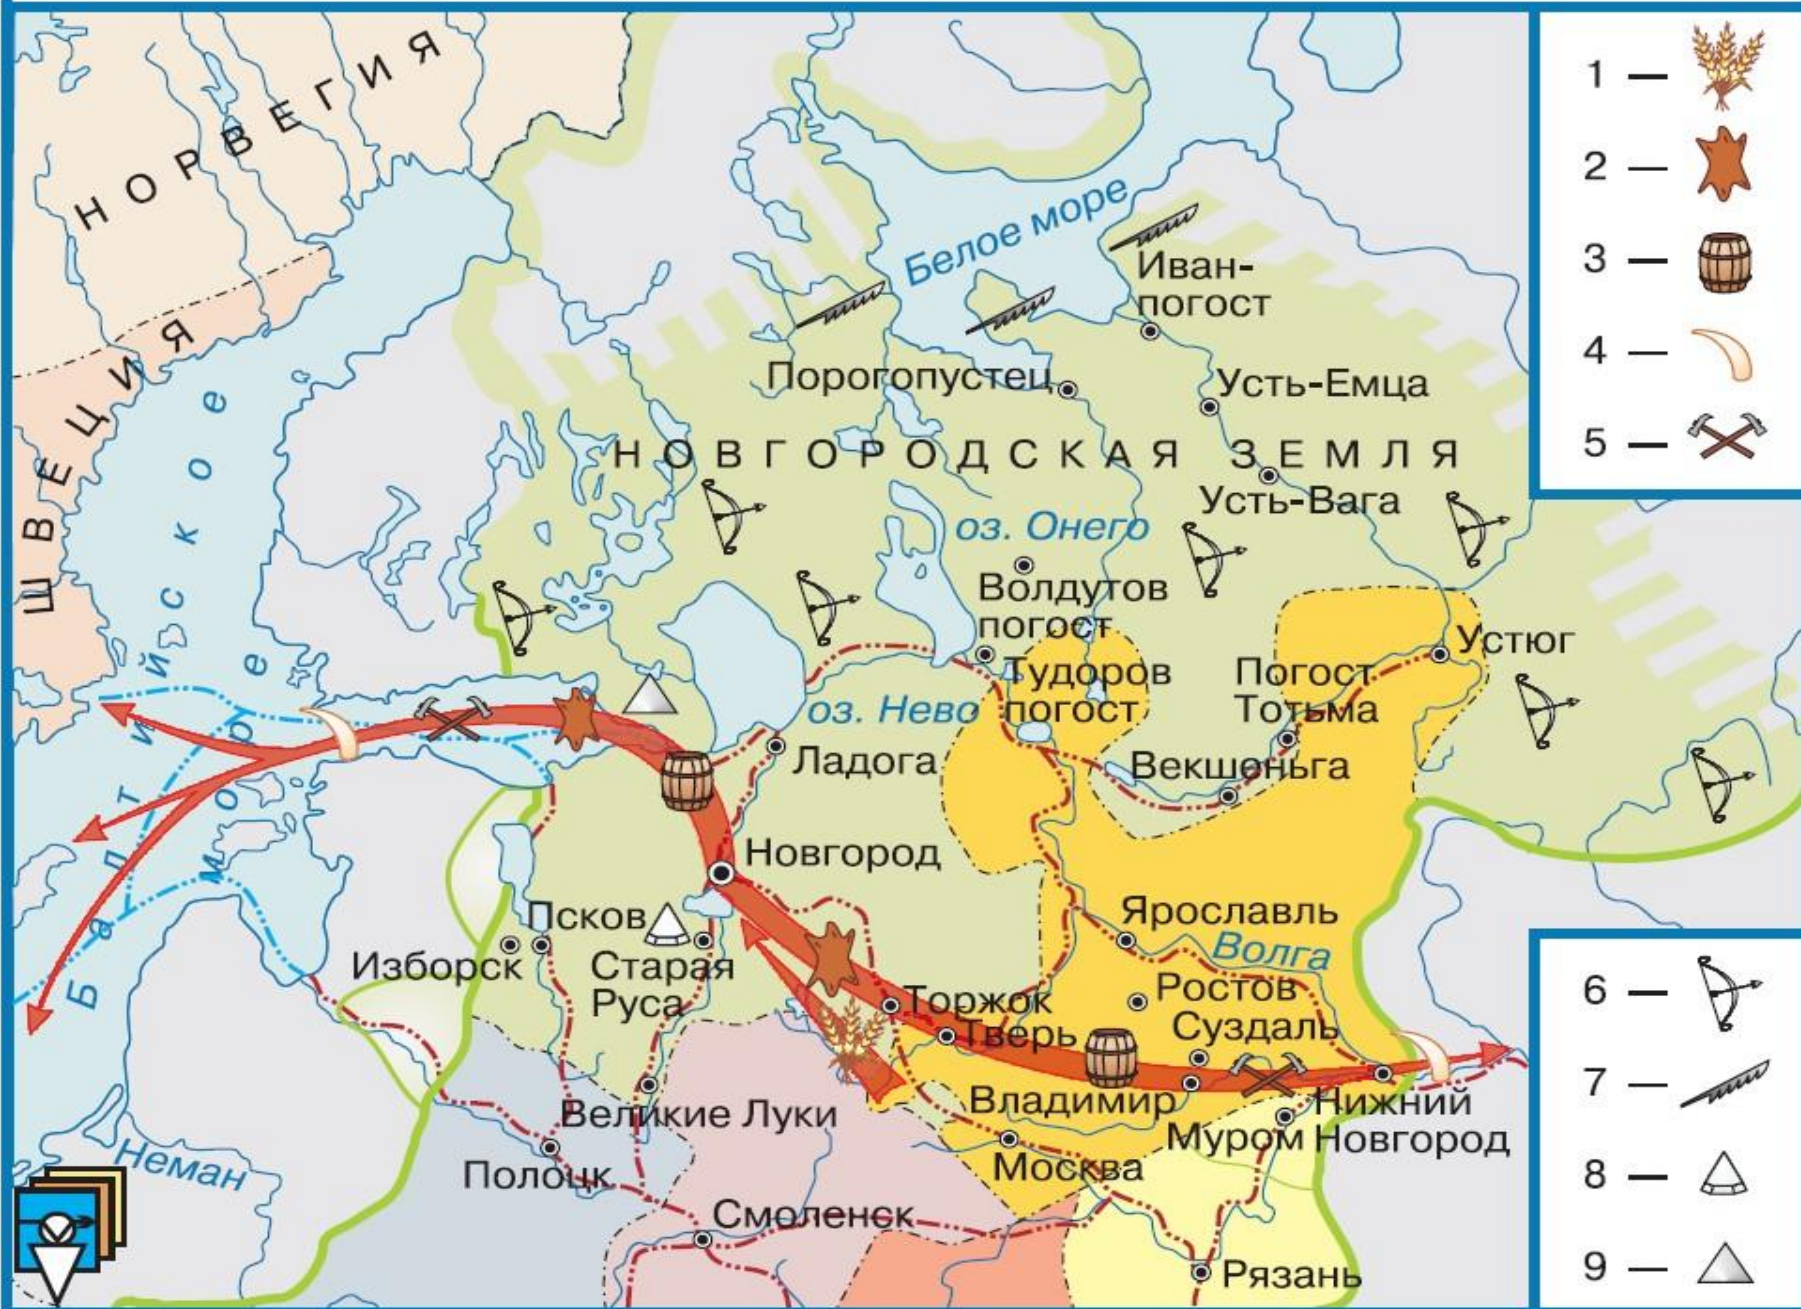 НОРВЕГИЯ
ШВЕЦИЯ
Балтийское
море
Белое море
Иван-
погост
Порогопустец
Усть-Емца
НОВГОРОДСКАЯ ЗЕМЛЯ
Усть-Вага
оз. Онего
Волдутов
погост
Тудоров
погост
Погост
Тотьма
Устюг
оз. Нево
Ладога
Векшеньга
Новгород
Псков
Изборск
Старая
Руса
Ярославль
Волга
Ростов
Суздаль
Торжок
Тверь
Владимир
Нижний
Новгород
Муром
Москва
Великие Луки
Полоцк
Неман
Смоленск
Рязань
1 —
2 —
3 —
4 —
5 —
6 —
7 —
8 —
9 —